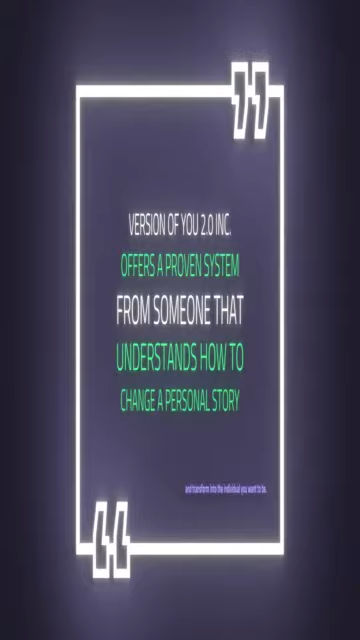 VERSION OF YOU 2.0 INC.
OFFERS A PROVEN SYSTEM
FROM SOMEONE THAT
UNDERSTANDS HOW TO
CHANGE A PERSONAL STORY
and transform into the individual you want to be.